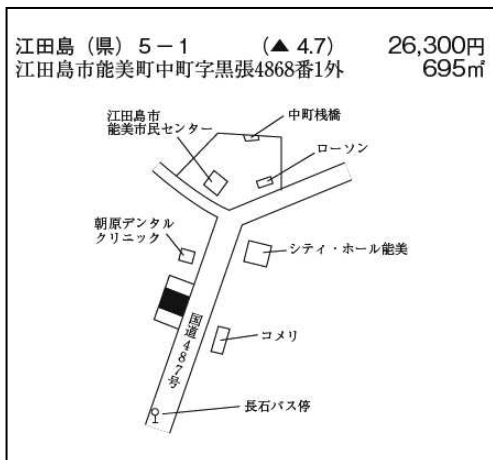 江田島（県）５－１　（▲ 4.7）　26,300円
江田島市能美町中町字黒張4868番1外　695㎡
中町桟橋
江田島市
能美市民センター
ローソン
朝原デンタル
クリニック
シティ・ホール能美
国道487号
コメリ
長石バス停